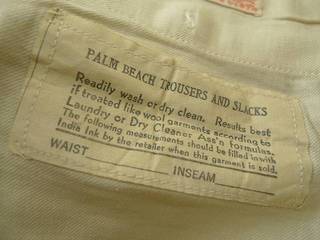 PALM BEACH TROUSERS AND SLACKS
Readily wash or dry clean. Results best
if treated like wool garments according to
Laundry or Dry Cleaner Ass'n formulas.
The following measurements should be filled in with
India Ink by the retailer when this garment is sold.
WAIST INSEAM